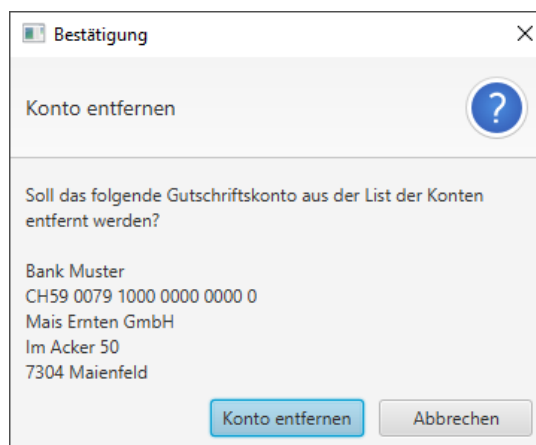 Bestätigung
Konto entfernen
?
Soll das folgende Gutschriftskonto aus der List der Konten
entfernt werden?
Bank Muster
CH59 0079 1000 0000 0000 0
Mais Ernten GmbH
Im Acker 50
7304 Maienfeld
Konto entfernen
Abbrechen